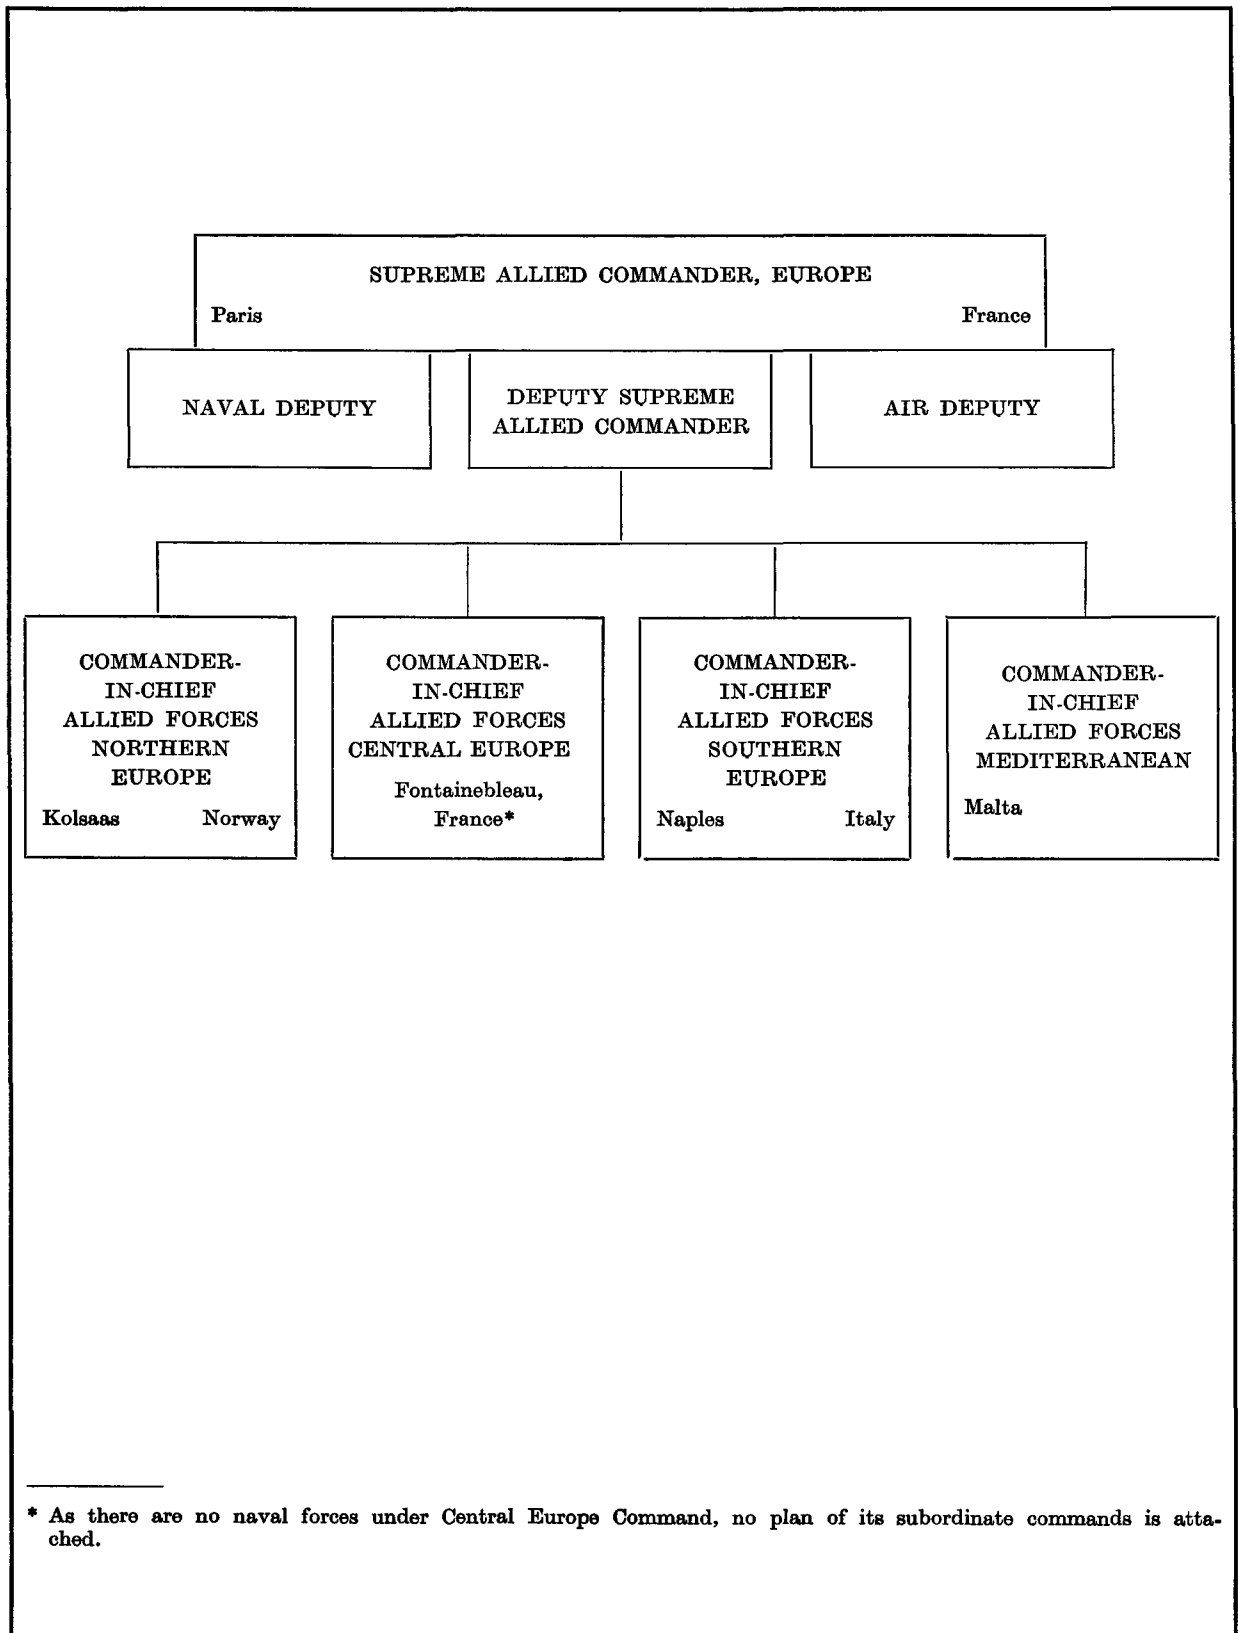 SUPREME ALLIED COMMANDER, EUROPE
Paris France
NAVAL DEPUTY
DEPUTY SUPREME
ALLIED COMMANDER
AIR DEPUTY
COMMANDER-
IN-CHIEF
ALLIED FORCES
NORTHERN
EUROPE
Kolsaas Norway
COMMANDER-
IN-CHIEF
ALLIED FORCES
CENTRAL EUROPE
Fontainebleau,
France*
COMMANDER-
IN-CHIEF
ALLIED FORCES
SOUTHERN
EUROPE
Naples Italy
COMMANDER-
IN-CHIEF
ALLIED FORCES
MEDITERRANEAN
Malta
* As there are no naval forces under Central Europe Command, no plan of its subordinate commands is atta-
ched.